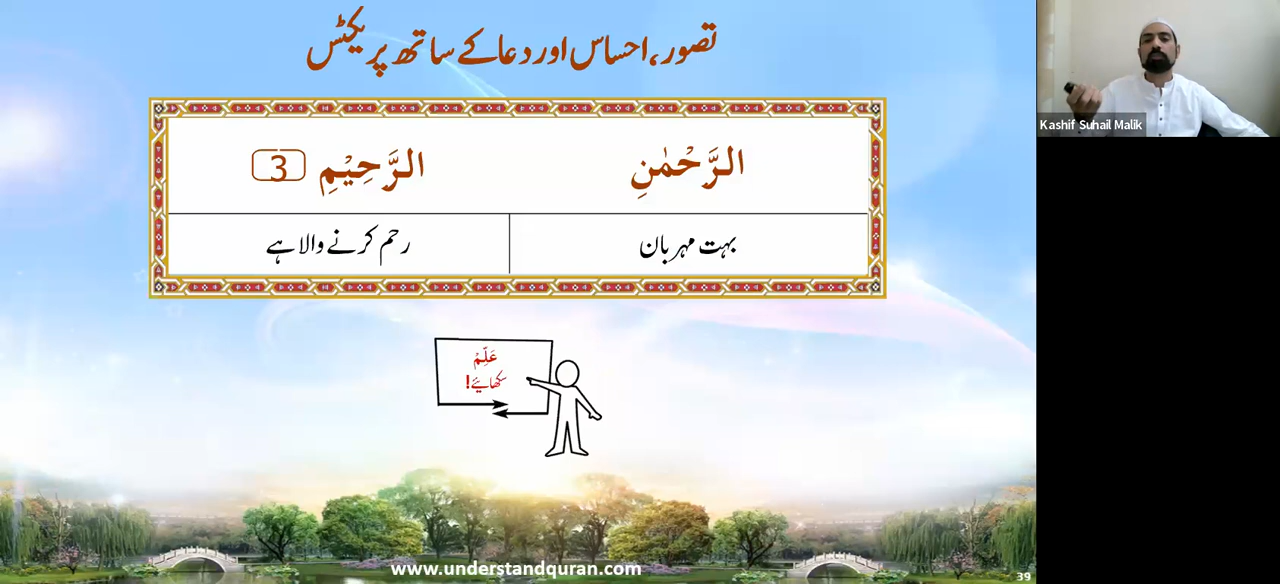 تصور، احساس اور دعا کے ساتھ پریکٹس
الرَّحْمٰنِ الرَّحِيْمِ 3
بہت مہربان رحم کرنے والا ہے
عَلِّمْ
سکھائیے!
www.understandquran.com
39
Kashif Suhail Malik